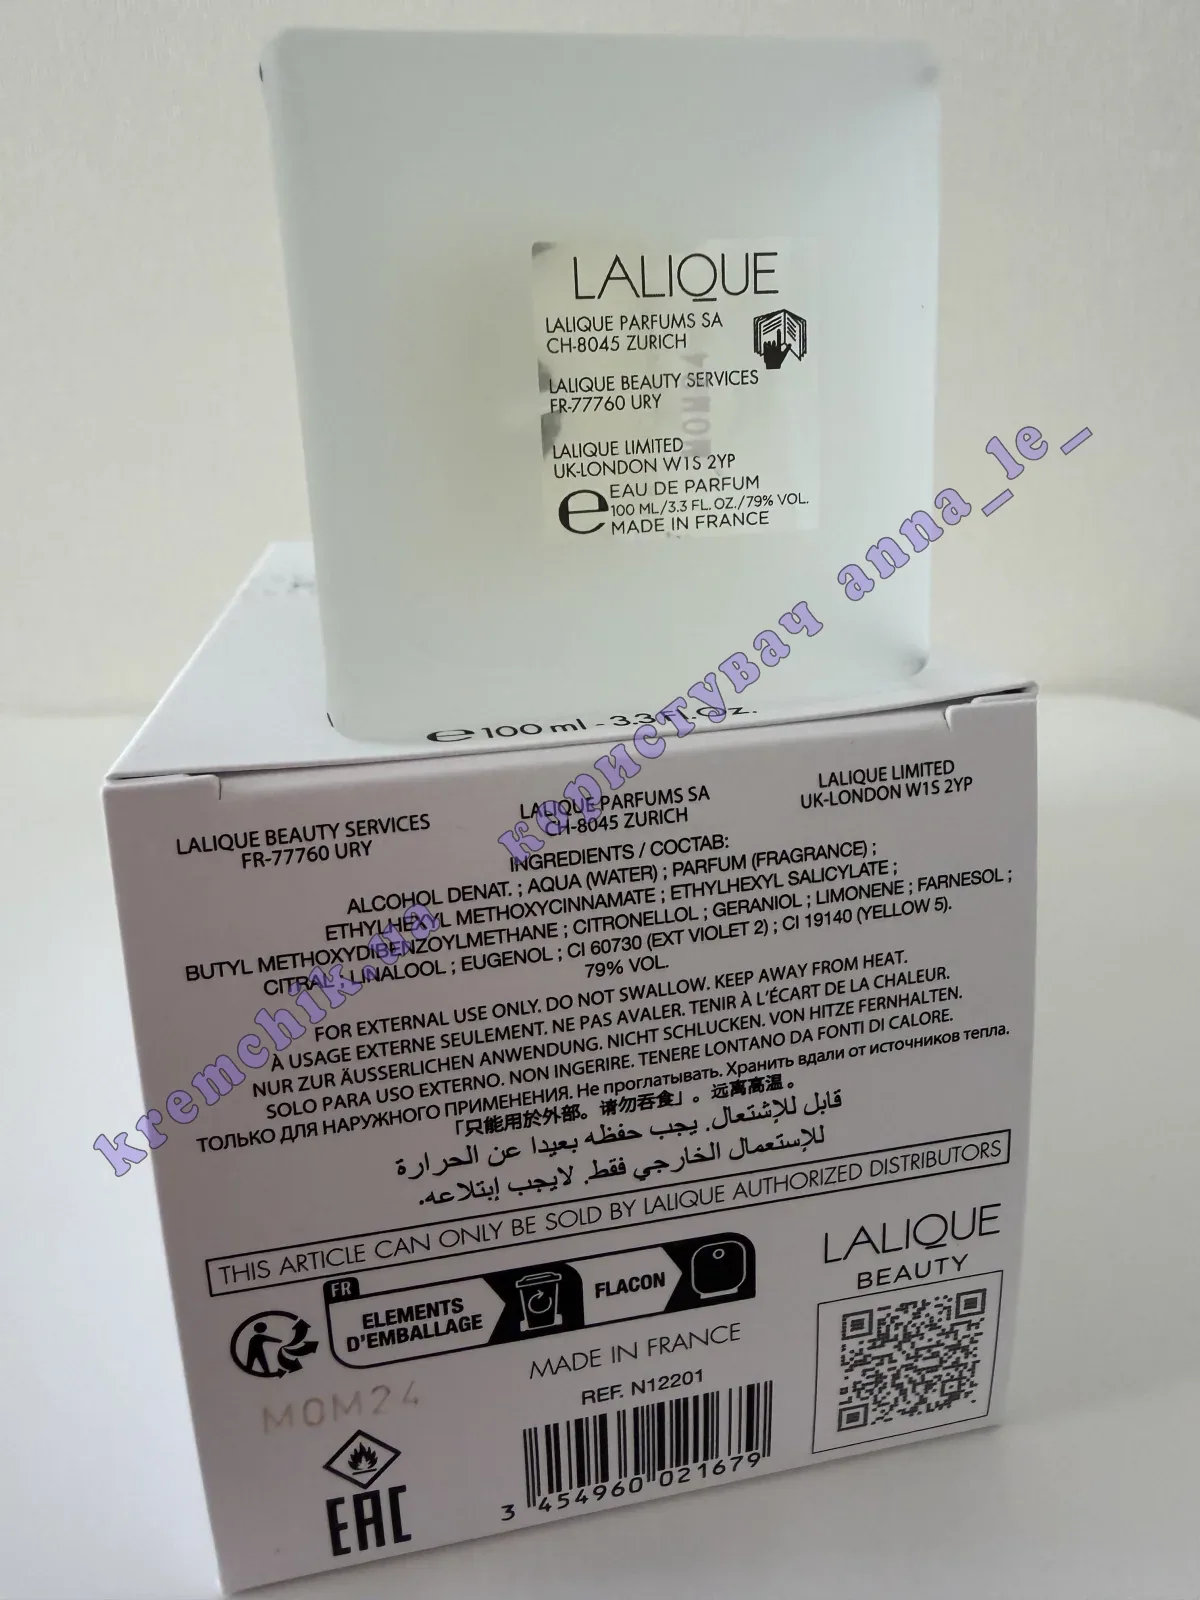 LALIQUE
LALIQUE PARFUMS SA
CH-8045 ZURICH
LALIQUE BEAUTY SERVICES
FR-77760 URY
LALIQUE LIMITED
UK-LONDON W1S 2YP
e EAU DE PARFUM
100 ML/3.3 FL. OZ./79% VOL.
MADE IN FRANCE
MOM24
e 100 ml - 3.3 Fl. Oz.
LALIQUE BEAUTY SERVICES
FR-77760 URY
LALIQUE PARFUMS SA
CH-8045 ZURICH
LALIQUE LIMITED
UK-LONDON W1S 2YP
INGREDIENTS / СОСТАВ:
ALCOHOL DENAT. ; AQUA (WATER) ; PARFUM (FRAGRANCE) ;
ETHYLHEXYL METHOXYCINNAMATE ; ETHYLHEXYL SALICYLATE ;
BUTYL METHOXYDIBENZOYLMETHANE ; CITRONELLOL ; GERANIOL ; LIMONENE ; FARNESOL ;
CITRAL ; LINALOOL ; EUGENOL ; CI 60730 (EXT VIOLET 2) ; CI 19140 (YELLOW 5).
79% VOL.
FOR EXTERNAL USE ONLY. DO NOT SWALLOW. KEEP AWAY FROM HEAT.
À USAGE EXTERNE SEULEMENT. NE PAS AVALER. TENIR À L'ÉCART DE LA CHALEUR.
NUR ZUR ÄUSSERLICHEN ANWENDUNG. NICHT SCHLUCKEN. VON HITZE FERNHALTEN.
SOLO PARA USO EXTERNO. NON INGERIRE. TENERE LONTANO DA FONTI DI CALORE.
ТОЛЬКО ДЛЯ НАРУЖНОГО ПРИМЕНЕНИЯ. Не проглатывать. Хранить вдали от источников тепла.
「只能用於外部。请勿吞食」。远离高温。
قابل للإشتعال. يجب حفظه بعيدا عن الحرارة
للإستعمال الخارجي فقط. لايجب إبتلاعه.
THIS ARTICLE CAN ONLY BE SOLD BY LALIQUE AUTHORIZED DISTRIBUTORS
FR
ELEMENTS
D'EMBALLAGE
FLACON
LALIQUE
BEAUTY
MADE IN FRANCE
REF. N12201
MOM24
EAC
3 454960 021679
kremchik.ua користувач anna_le_